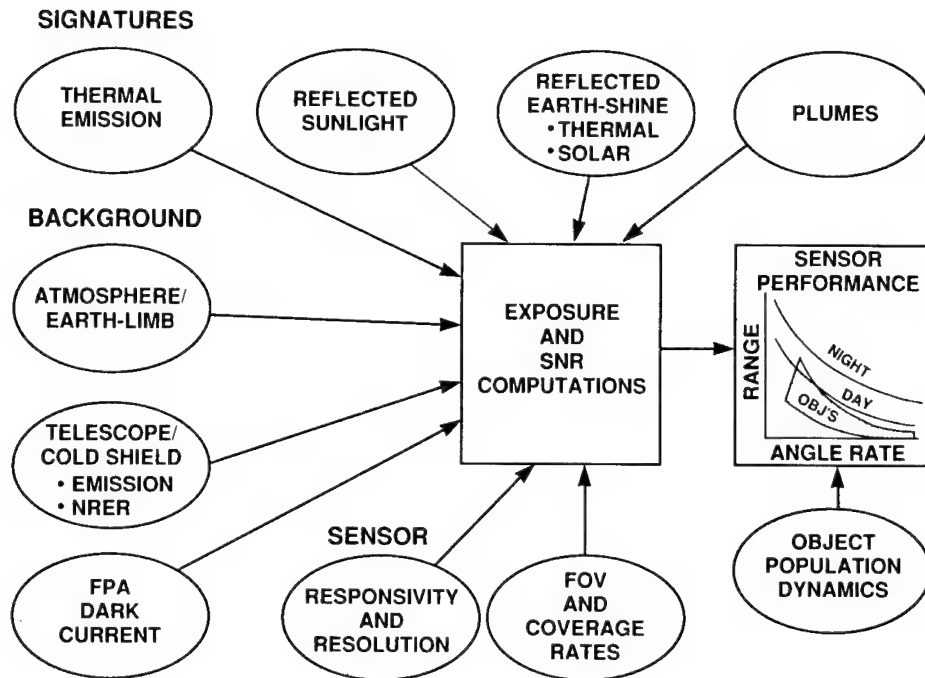 SIGNATURES
THERMAL
EMISSION
REFLECTED
SUNLIGHT
REFLECTED
EARTH-SHINE
• THERMAL
• SOLAR
PLUMES
BACKGROUND
ATMOSPHERE/
EARTH-LIMB
EXPOSURE
AND
SNR
COMPUTATIONS
SENSOR
PERFORMANCE
RANGE
NIGHT
DAY
OBJ'S
ANGLE RATE
TELESCOPE/
COLD SHIELD
• EMISSION
• NRER
SENSOR
FPA
DARK
CURRENT
RESPONSIVITY
AND
RESOLUTION
FOV
AND
COVERAGE
RATES
OBJECT
POPULATION
DYNAMICS